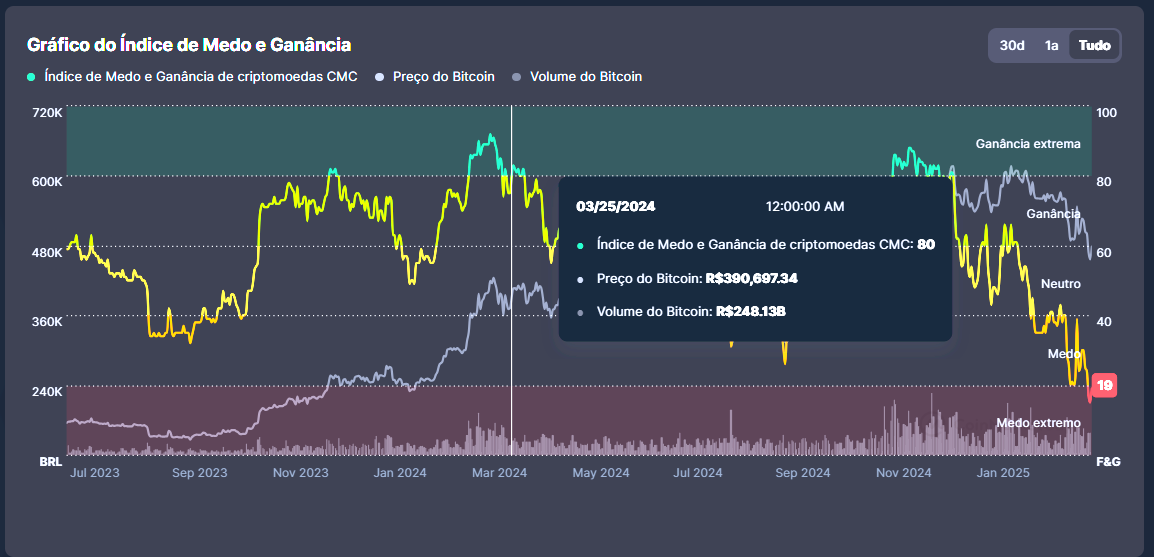 Gráfico do Índice de Medo e Ganância
30d 1a Tudo
Índice de Medo e Ganância de criptomoedas CMC Preço do Bitcoin Volume do Bitcoin
720K 100
Ganância extrema
600K 80
03/25/2024 12:00:00 AM
Ganância
Índice de Medo e Ganância de criptomoedas CMC: 80
480K 60
Preço do Bitcoin: R$390,697.34
Neutro
Volume do Bitcoin: R$248.13B
360K 40
Medo
240K 19
Medo extremo
BRL F&G
Jul 2023 Sep 2023 Nov 2023 Jan 2024 Mar 2024 May 2024 Jul 2024 Sep 2024 Nov 2024 Jan 2025